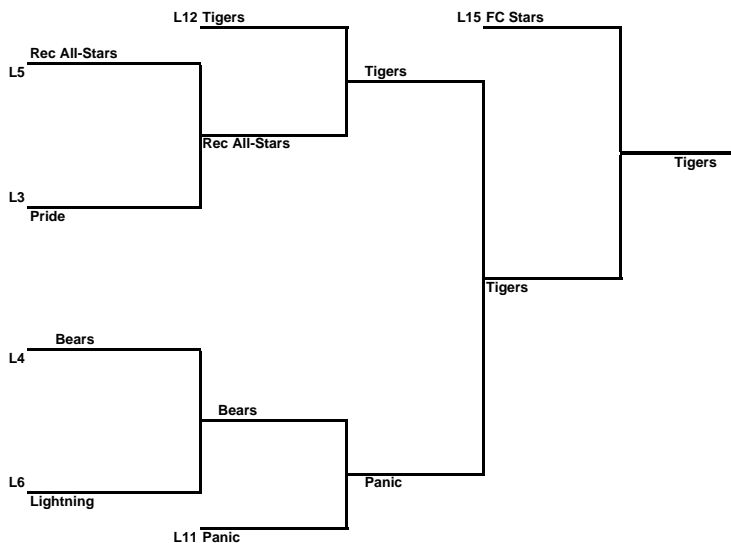 L12 Tigers
L15 FC Stars
Rec All-Stars
L5
Tigers
Rec All-Stars
Tigers
L3
Pride
Tigers
Bears
L4
Bears
L6
Panic
Lightning
L11 Panic